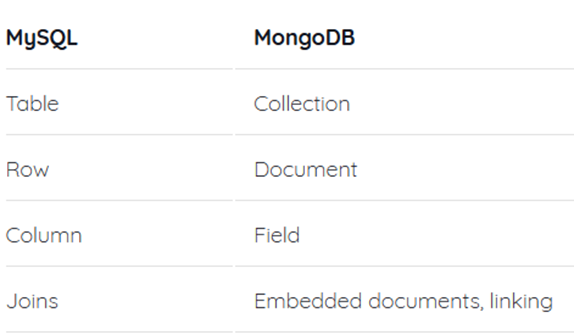 MySQL MongoDB
Table Collection
Row Document
Column Field
Joins Embedded documents, linking